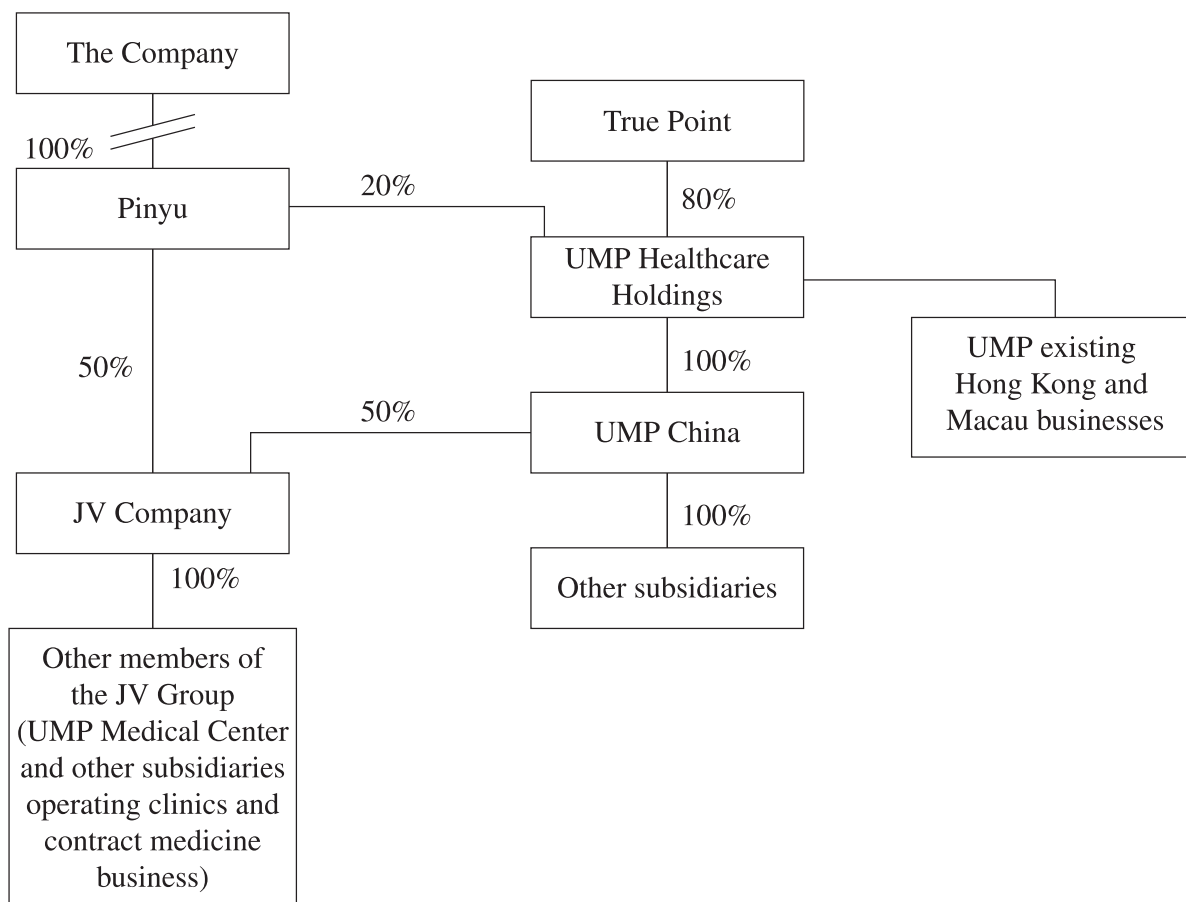 The Company
100%
Pinyu
20%
True Point
80%
UMP Healthcare
Holdings
100%
UMP existing
Hong Kong and
Macau businesses
50%
50%
UMP China
JV Company
100%
Other subsidiaries
100%
Other members of
the JV Group
(UMP Medical Center
and other subsidiaries
operating clinics and
contract medicine
business)